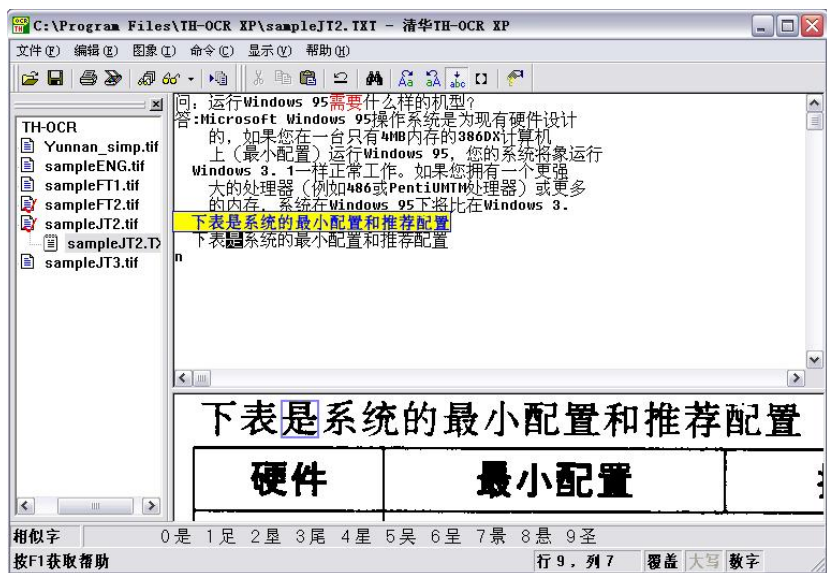 C:\Program Files\TH-OCR XP\sampleJT2.TXT - 清华TH-OCR XP
文件(F) 编辑(E) 图象(I) 命令(C) 显示(V) 帮助(H)
TH-OCR
Yunnan_simp.tif
sampleENG.tif
sampleFT1.tif
sampleFT2.tif
sampleJT2.tif
sampleJT2.T
sampleJT3.tif
问：运行Windows 95需要什么样的机型？
答:Microsoft Windows 95操作系统是为现有硬件设计
的，如果您在一台只有4MB内存的386DX计算机
上（最小配置）运行Windows 95，您的系统将象运行
Windows 3. 1一样正常工作。如果您拥有一个更强
大的处理器（例如486或PentiUMTM处理器）或更多
的内存，系统在Windows 95下将比在Windows 3.
下表是系统的最小配置和推荐配置
下表是系统的最小配置和推荐配置
n
下表是系统的最小配置和推荐配置
硬件 最小配置
相似字 0是 1足 2垦 3尾 4星 5吴 6呈 7景 8悬 9圣
按F1获取帮助 行 9，列 7 覆盖 大写 数字